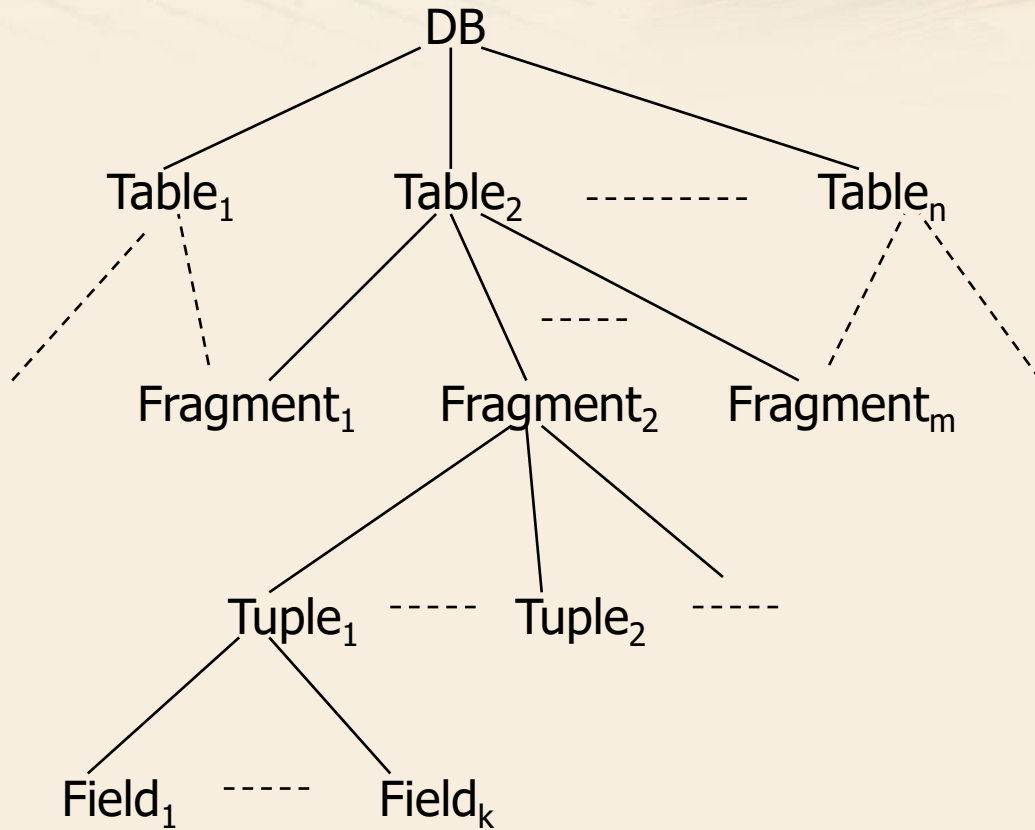 DB
Table₁ Table₂ --------- Tableₙ
-----
Fragment₁ Fragment₂ Fragmentₘ
Tuple₁ ----- Tuple₂ -----
Field₁ ----- Fieldₖ